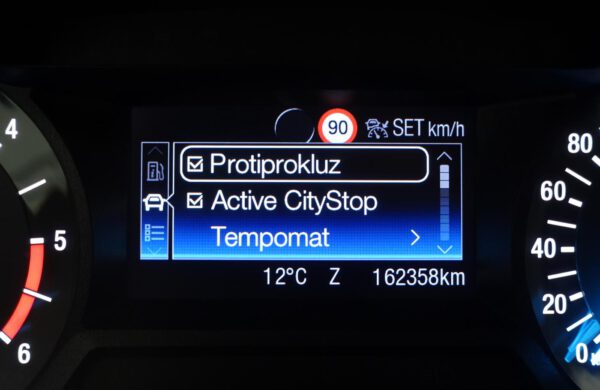 90 SET km/h
Protiprokluz
Active CityStop
Tempomat
12°C Z 162358km
4
5
6
80
60
40
20
0